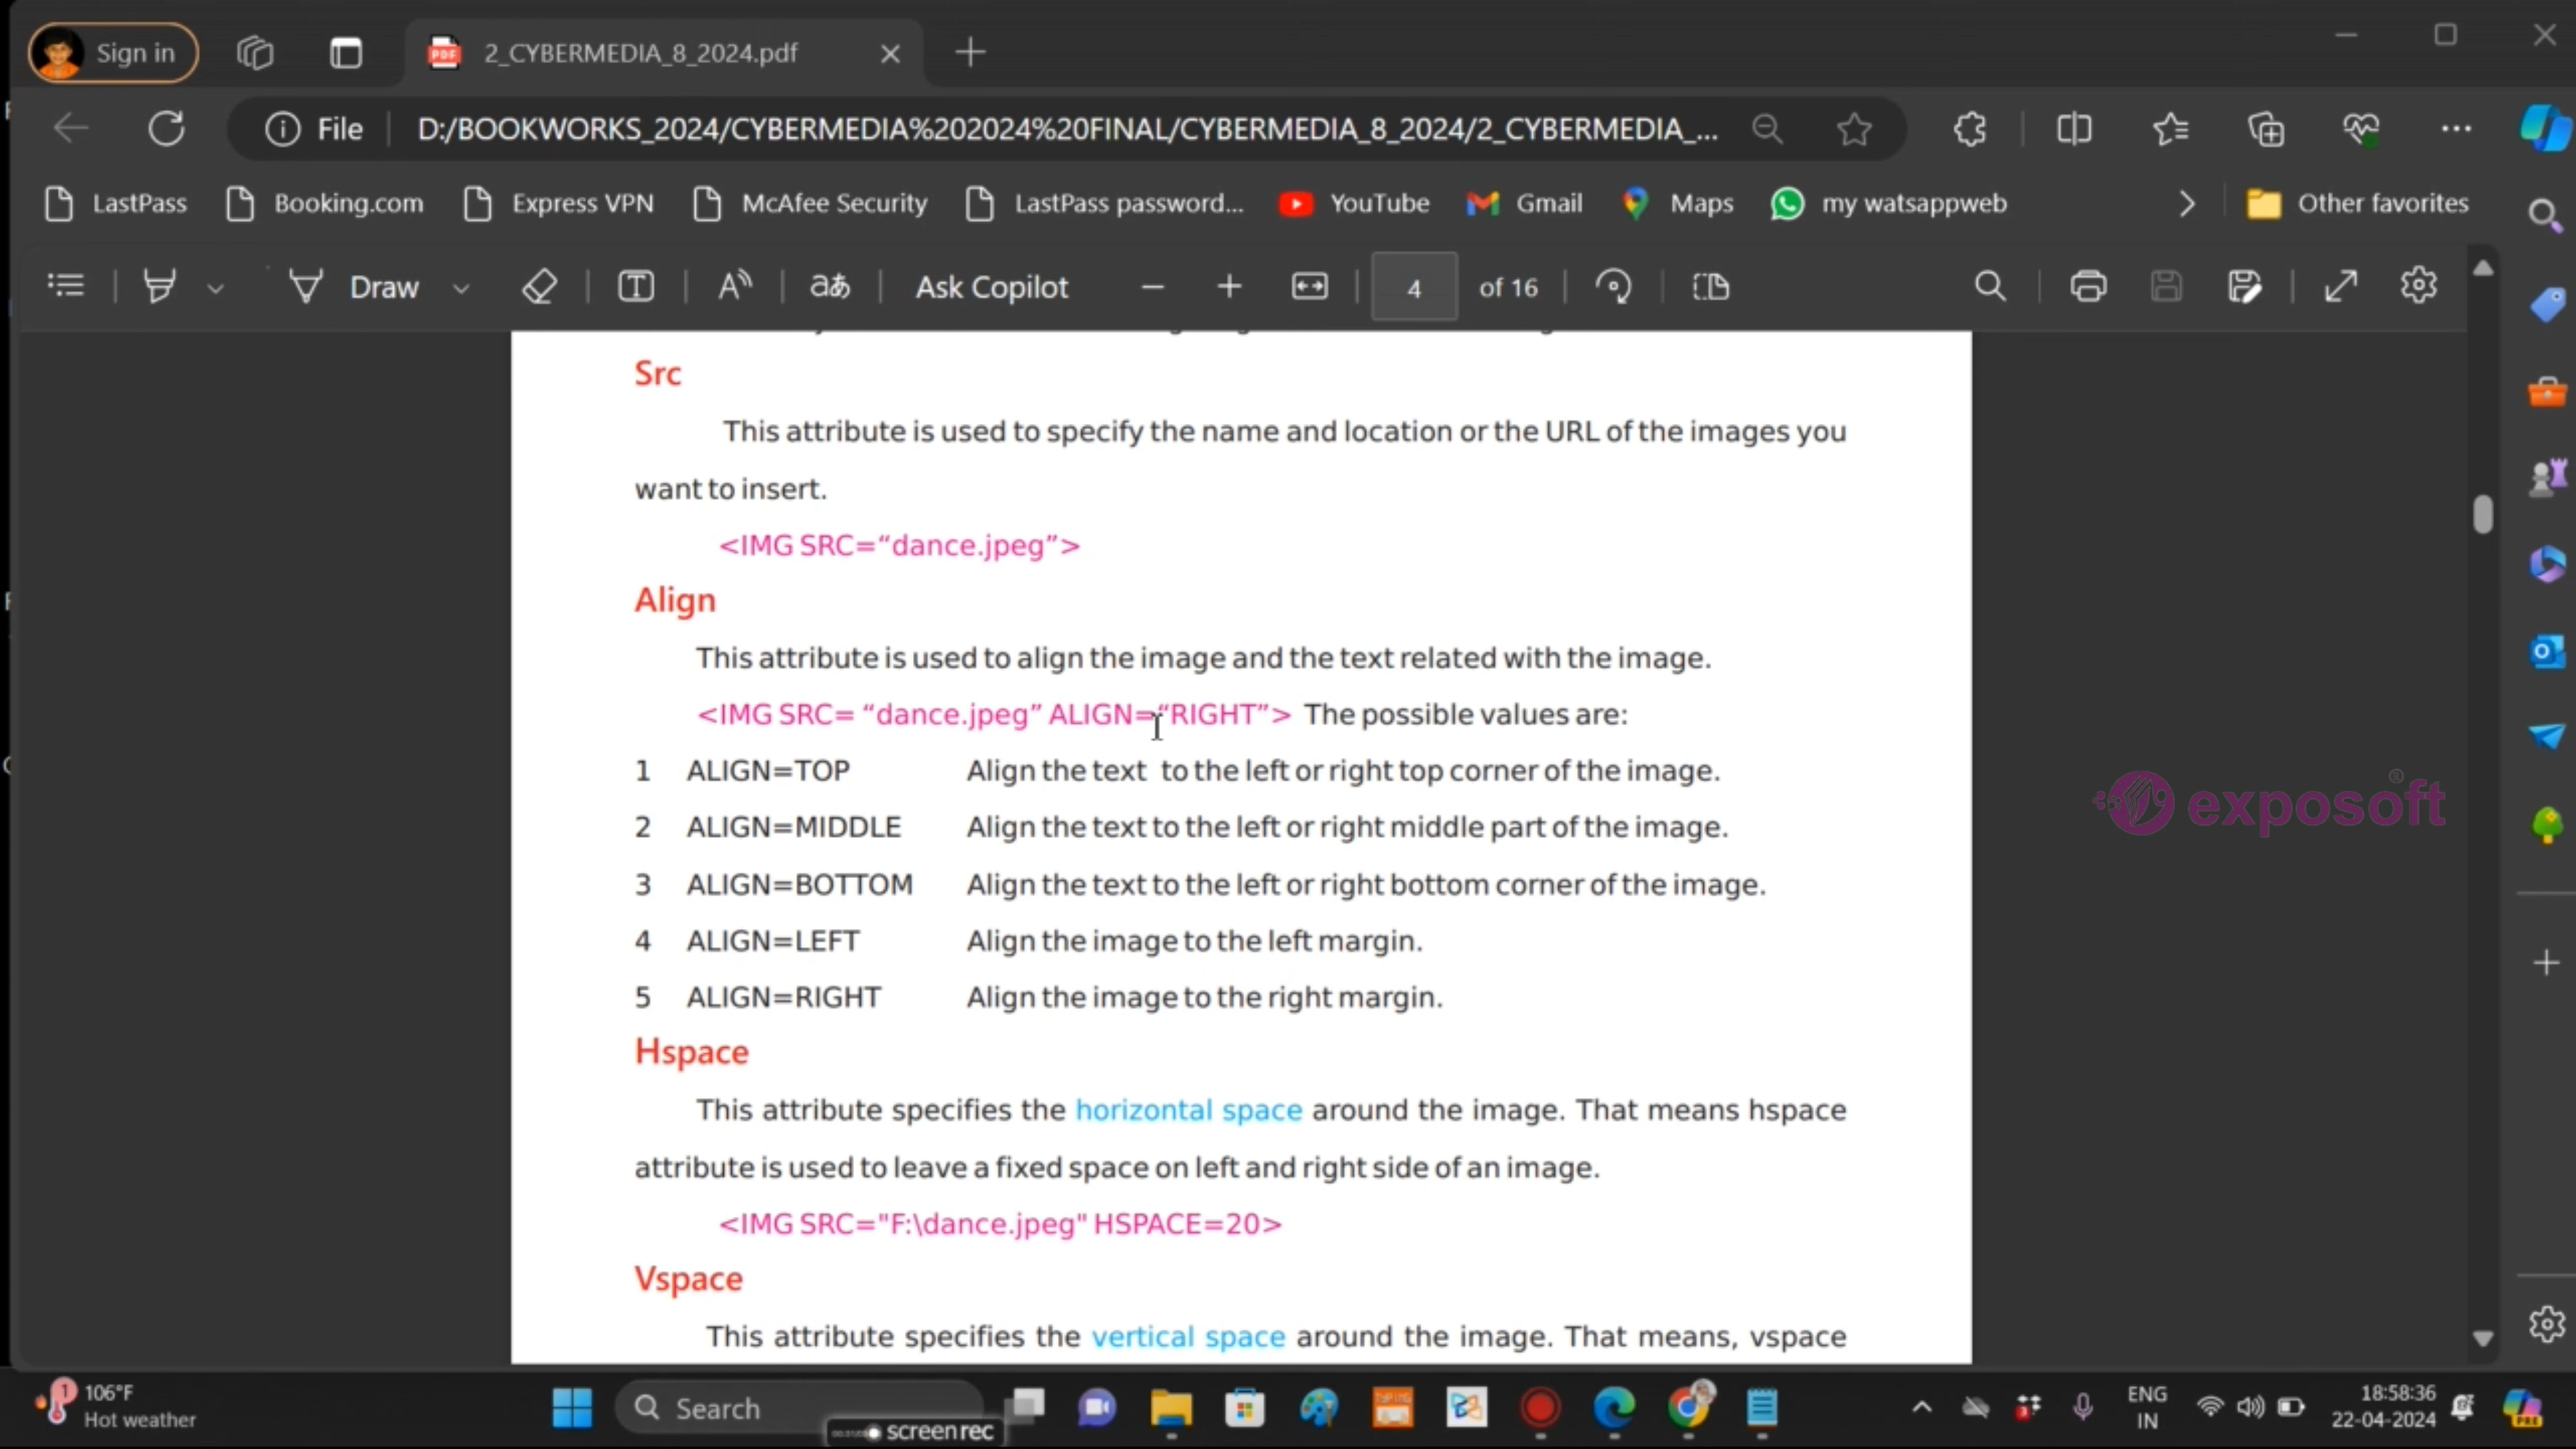 Sign in
2_CYBERMEDIA_8_2024.pdf
File
D:/BOOKWORKS_2024/CYBERMEDIA%202024%20FINAL/CYBERMEDIA_8_2024/2_CYBERMEDIA_...
LastPass
Booking.com
Express VPN
McAfee Security
LastPass password...
YouTube
Gmail
Maps
my watsappweb
Other favorites
Draw
Ask Copilot
4
of 16
Src
This attribute is used to specify the name and location or the URL of the images you
want to insert.
<IMG SRC=“dance.jpeg”>
Align
This attribute is used to align the image and the text related with the image.
<IMG SRC= “dance.jpeg” ALIGN=“RIGHT”> The possible values are:
1 ALIGN=TOP Align the text to the left or right top corner of the image.
2 ALIGN=MIDDLE Align the text to the left or right middle part of the image.
3 ALIGN=BOTTOM Align the text to the left or right bottom corner of the image.
4 ALIGN=LEFT Align the image to the left margin.
5 ALIGN=RIGHT Align the image to the right margin.
Hspace
This attribute specifies the horizontal space around the image. That means hspace
attribute is used to leave a fixed space on left and right side of an image.
<IMG SRC="F:\dance.jpeg" HSPACE=20>
Vspace
This attribute specifies the vertical space around the image. That means, vspace
exposoft ®
1
106°F
Hot weather
Search
screenrec
ENG
IN
18:58:36
22-04-2024